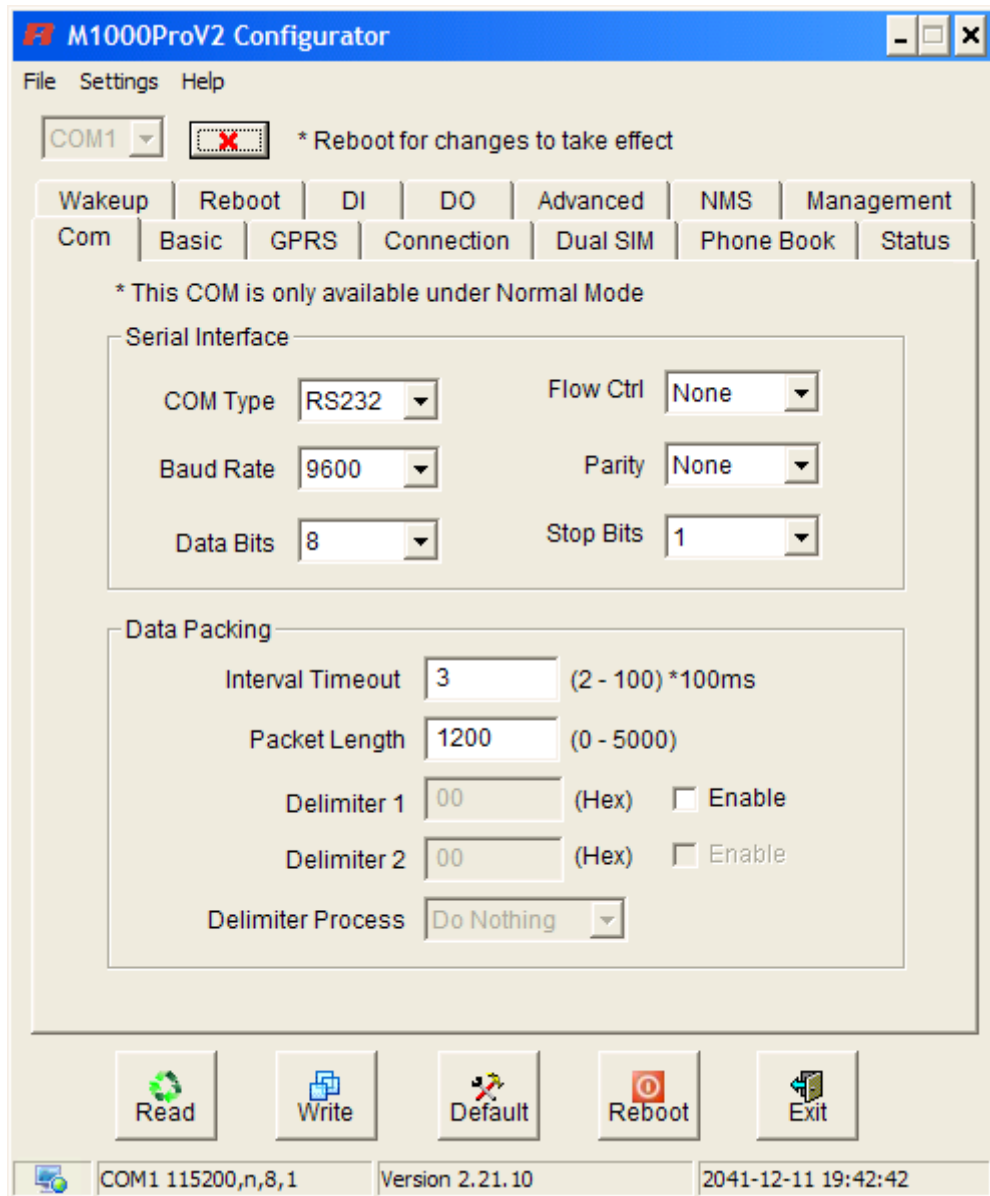 M1000ProV2 Configurator
File Settings Help
COM1 * Reboot for changes to take effect
Wakeup Reboot DI DO Advanced NMS Management
Com Basic GPRS Connection Dual SIM Phone Book Status
* This COM is only available under Normal Mode
Serial Interface
COM Type RS232 Flow Ctrl None
Baud Rate 9600 Parity None
Data Bits 8 Stop Bits 1
Data Packing
Interval Timeout 3 (2 - 100) *100ms
Packet Length 1200 (0 - 5000)
Delimiter 1 00 (Hex) Enable
Delimiter 2 00 (Hex) Enable
Delimiter Process Do Nothing
Read Write Default Reboot Exit
COM1 115200,n,8,1 Version 2.21.10 2041-12-11 19:42:42